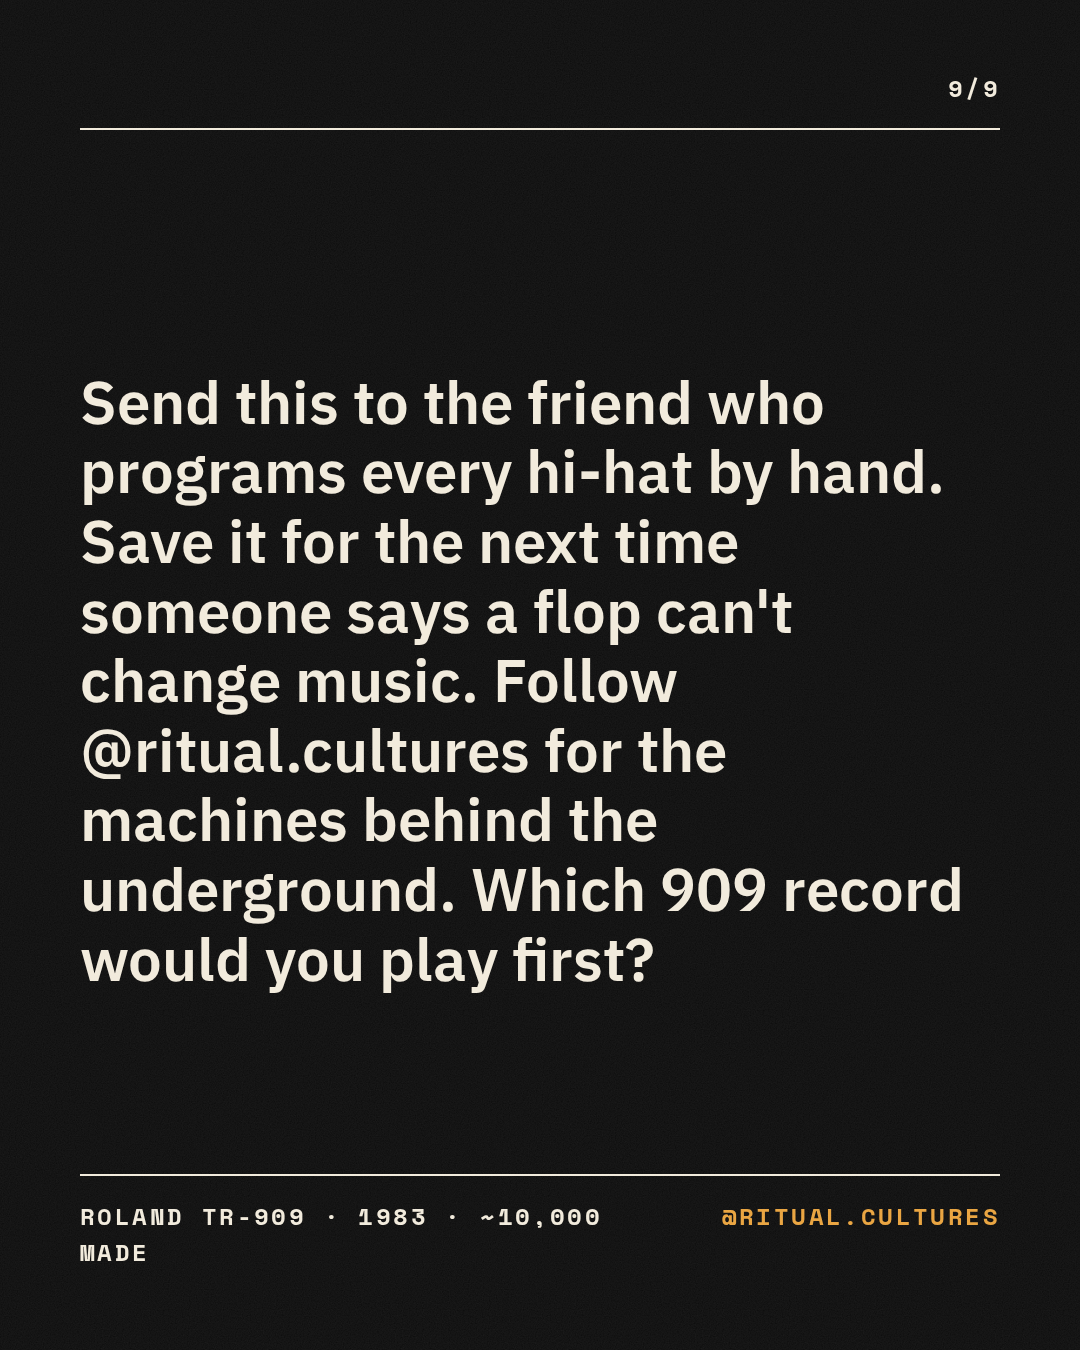 9/9
Send this to the friend who
programs every hi-hat by hand.
Save it for the next time
someone says a flop can't
change music. Follow
@ritual.cultures for the
machines behind the
underground. Which 909 record
would you play first?
ROLAND TR-909 · 1983 · ~10,000
MADE
@RITUAL.CULTURES